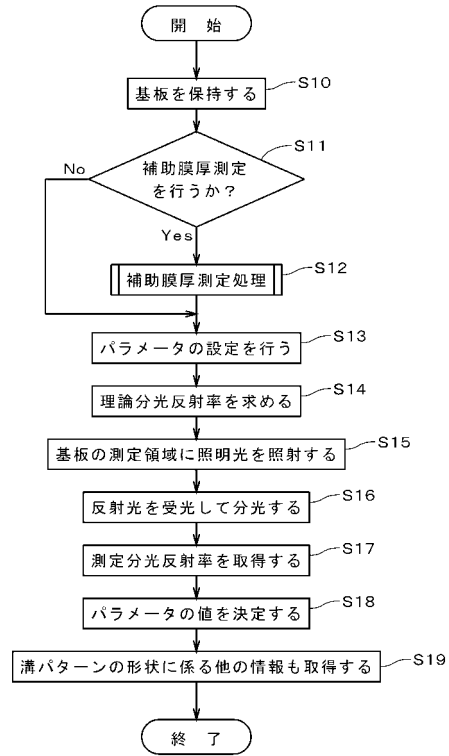 開　始
基板を保持する
S10
補助膜厚測定
を行うか？
S11
No
Yes
補助膜厚測定処理
S12
パラメータの設定を行う
S13
理論分光反射率を求める
S14
基板の測定領域に照明光を照射する
S15
反射光を受光して分光する
S16
測定分光反射率を取得する
S17
パラメータの値を決定する
S18
溝パターンの形状に係る他の情報も取得する
S19
終　了